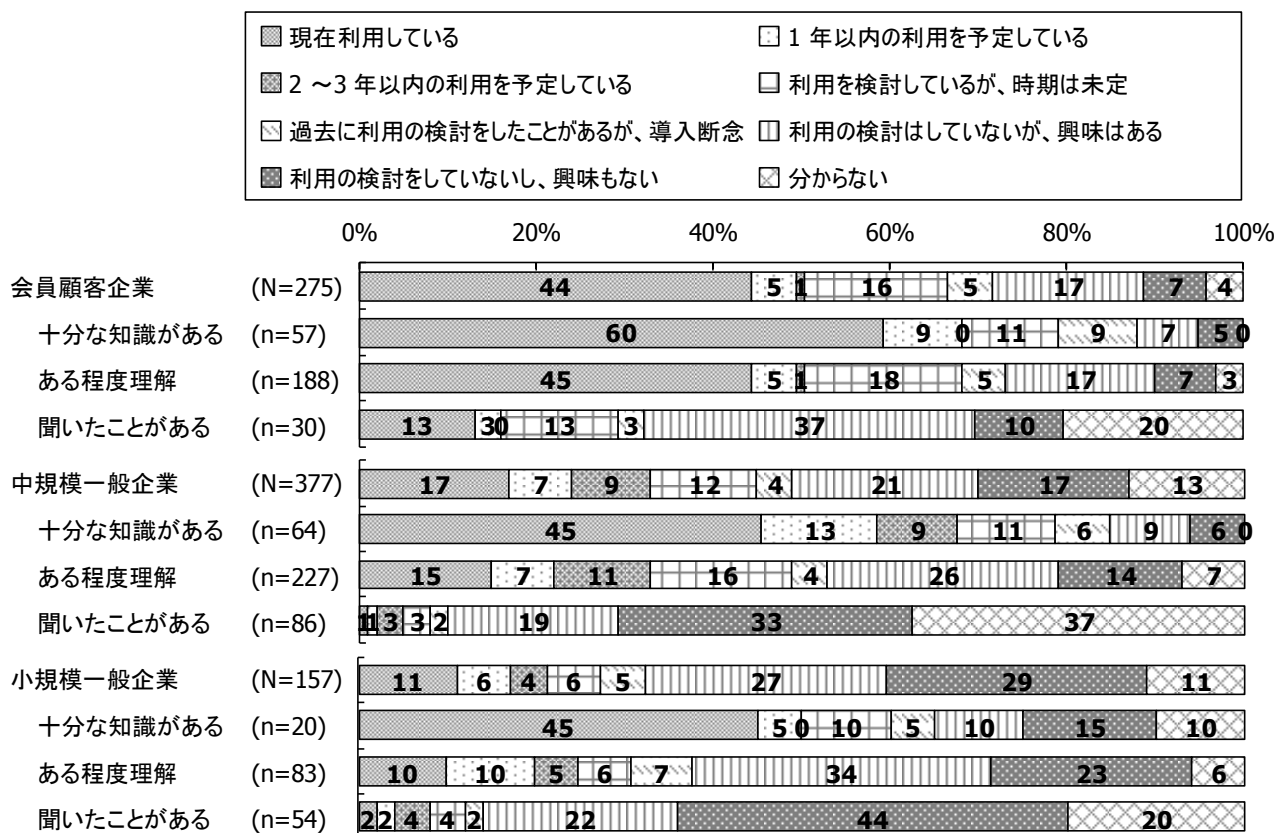 現在利用している 1 年以内の利用を予定している
2 ~3 年以内の利用を予定している 利用を検討しているが、時期は未定
過去に利用の検討をしたことがあるが、導入断念 利用の検討はしていないが、興味はある
利用の検討をしていないし、興味もない 分からない
0% 20% 40% 60% 80% 100%
会員顧客企業 (N=275) 44 5 1 16 5 17 7 4
十分な知識がある (n=57) 60 9 0 11 9 7 5 0
ある程度理解 (n=188) 45 5 1 18 5 17 7 3
聞いたことがある (n=30) 13 3 0 13 3 37 10 20
中規模一般企業 (N=377) 17 7 9 12 4 21 17 13
十分な知識がある (n=64) 45 13 9 11 6 9 6 0
ある程度理解 (n=227) 15 7 11 16 4 26 14 7
聞いたことがある (n=86) 1 1 3 3 2 19 33 37
小規模一般企業 (N=157) 11 6 4 6 5 27 29 11
十分な知識がある (n=20) 45 5 0 10 5 10 15 10
ある程度理解 (n=83) 10 10 5 6 7 34 23 6
聞いたことがある (n=54) 2 2 4 4 2 22 44 20